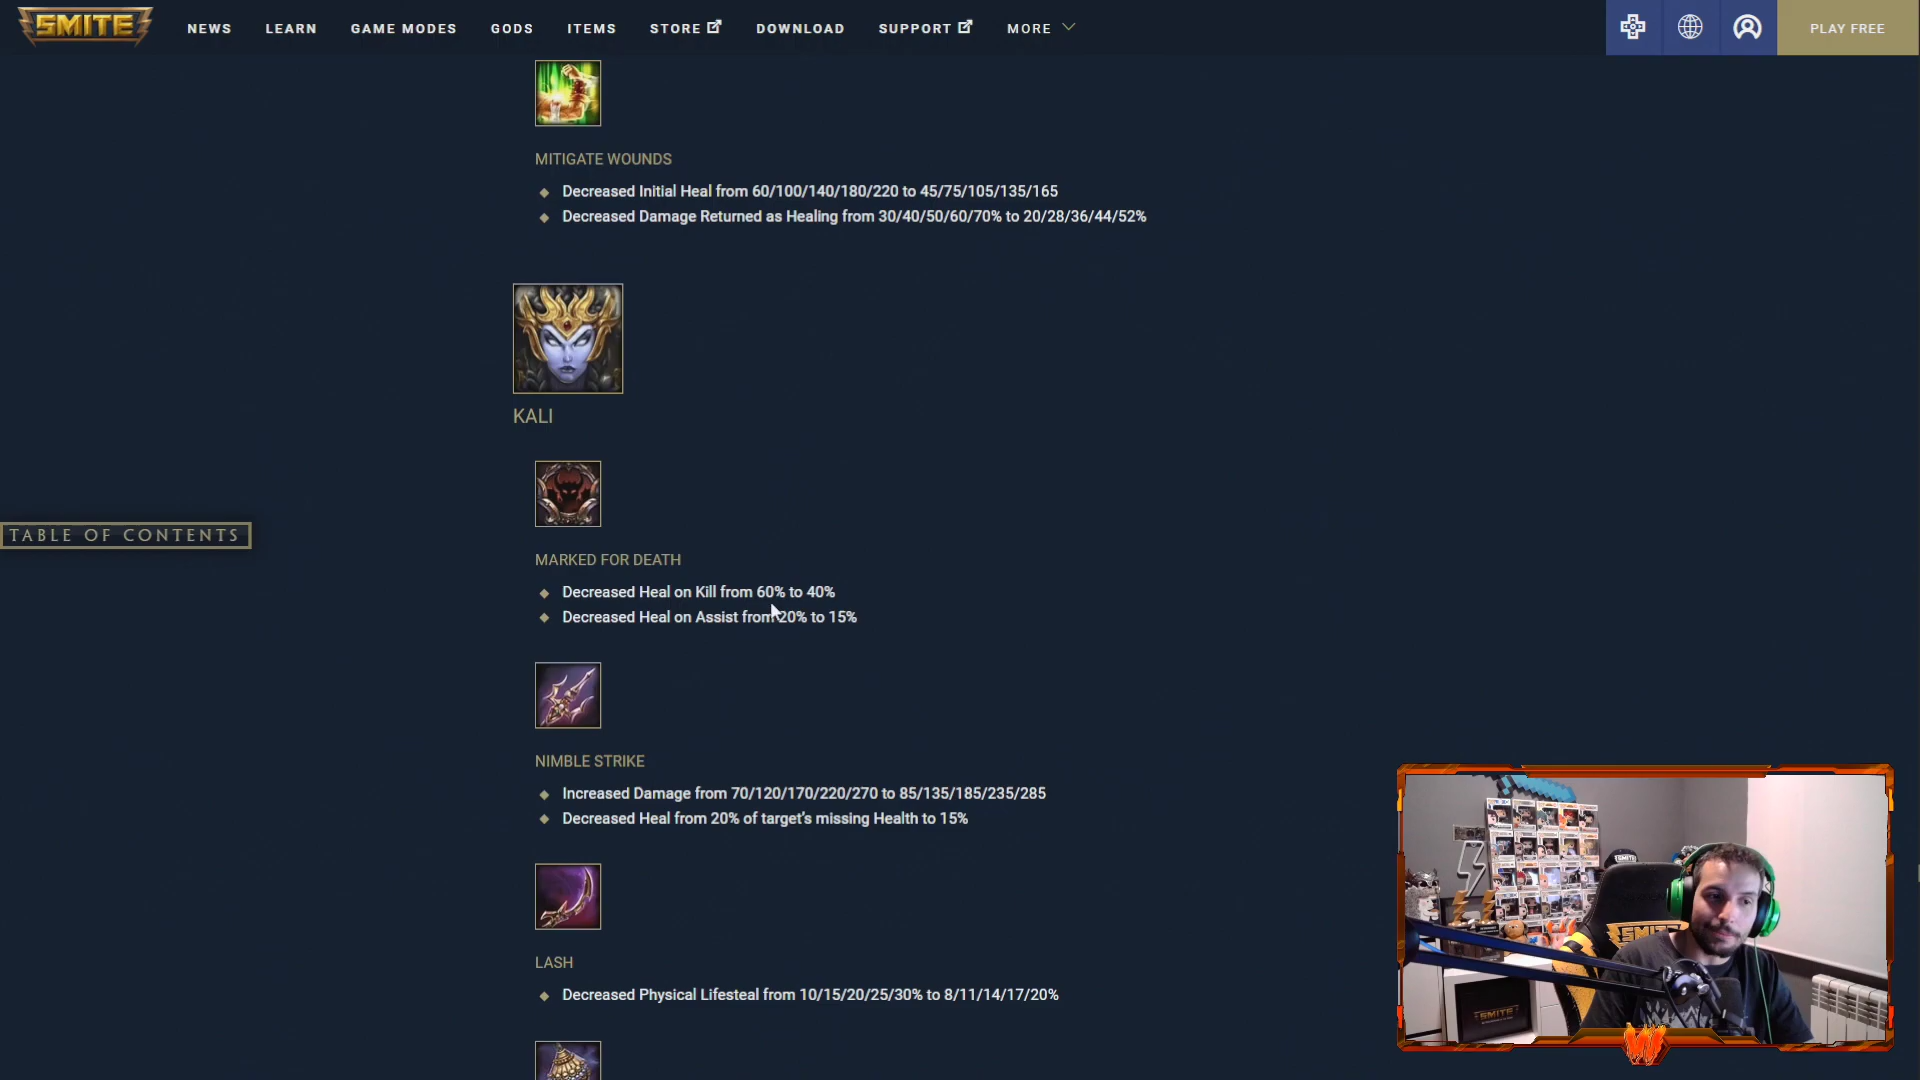 SMITE
NEWS LEARN GAME MODES GODS ITEMS STORE DOWNLOAD SUPPORT MORE PLAY FREE
MITIGATE WOUNDS
Decreased Initial Heal from 60/100/140/180/220 to 45/75/105/135/165
Decreased Damage Returned as Healing from 30/40/50/60/70% to 20/28/36/44/52%
KALI
TABLE OF CONTENTS
MARKED FOR DEATH
Decreased Heal on Kill from 60% to 40%
Decreased Heal on Assist from 20% to 15%
NIMBLE STRIKE
Increased Damage from 70/120/170/220/270 to 85/135/185/235/285
Decreased Heal from 20% of target's missing Health to 15%
LASH
Decreased Physical Lifesteal from 10/15/20/25/30% to 8/11/14/17/20%
SMITE
SMITE